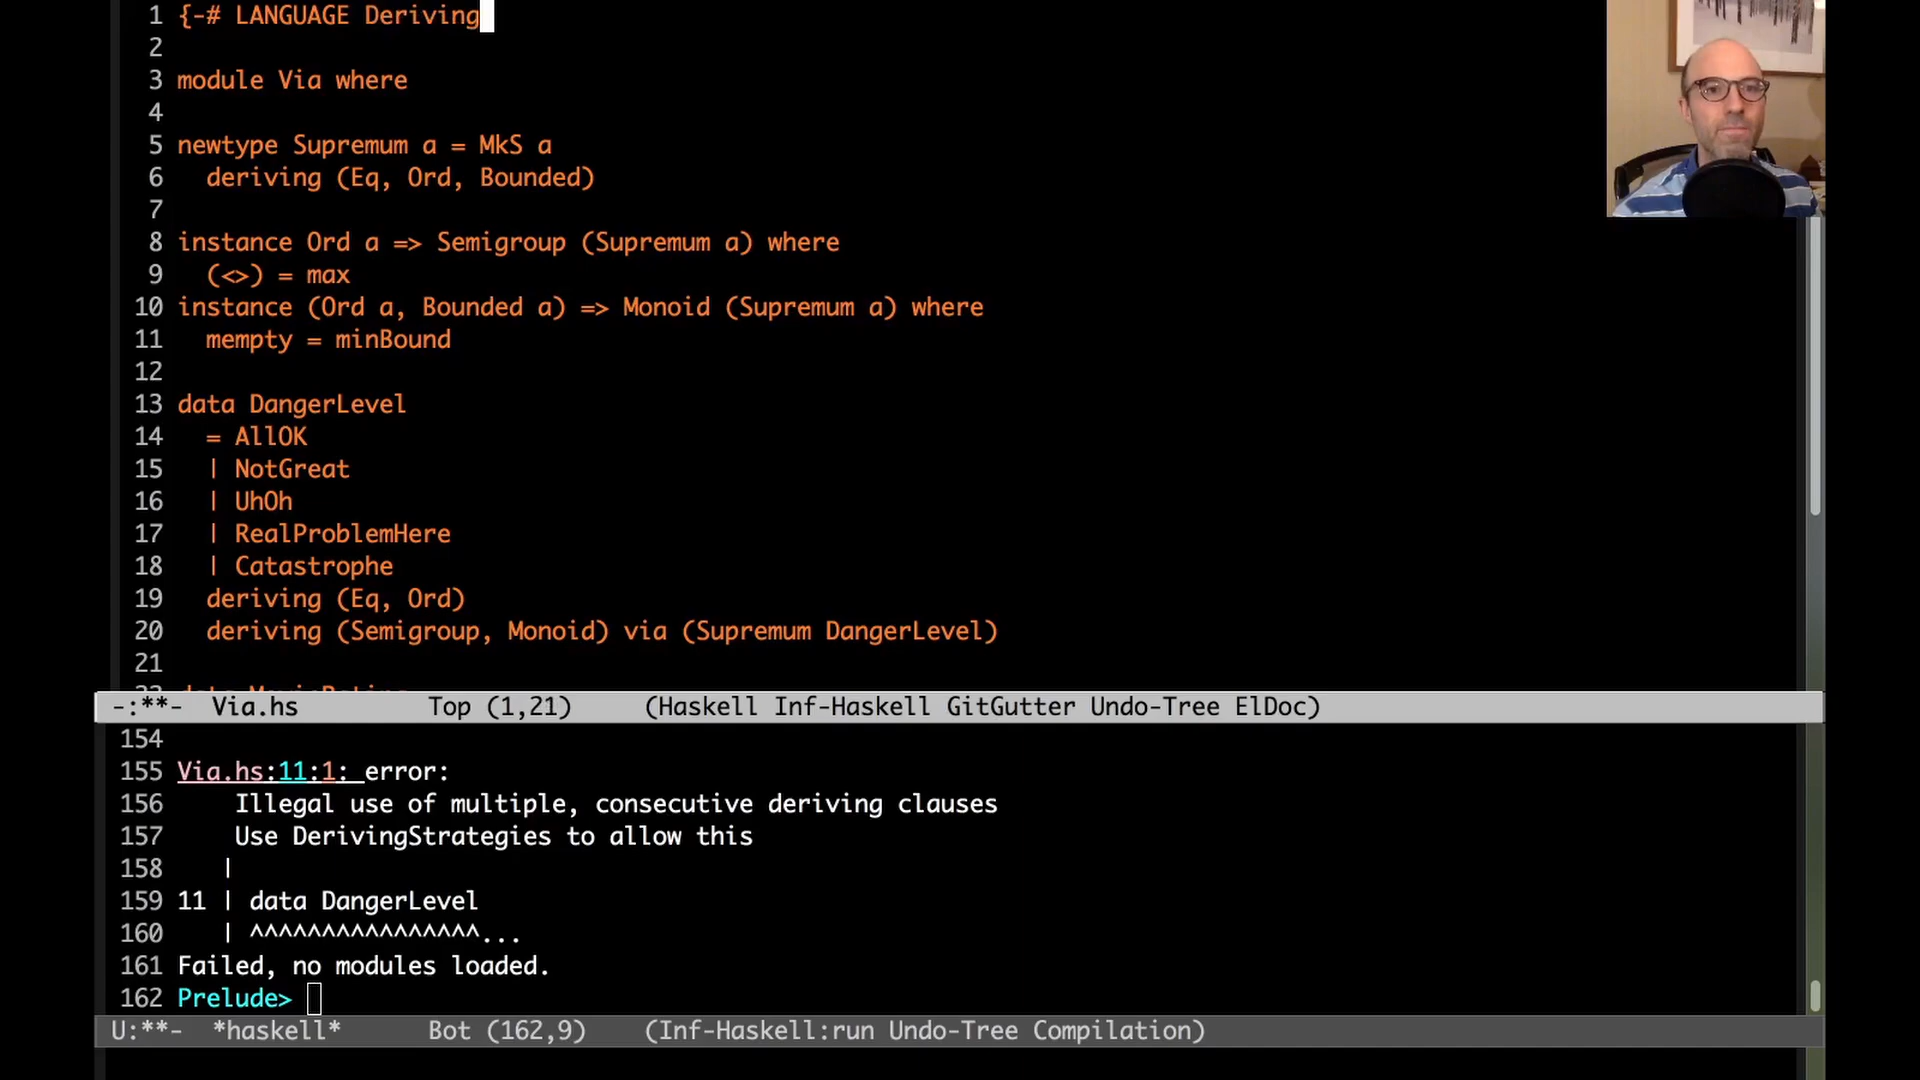 1 {-# LANGUAGE Deriving
2
3 module Via where
4
5 newtype Supremum a = MkS a
6 deriving (Eq, Ord, Bounded)
7
8 instance Ord a => Semigroup (Supremum a) where
9 (<>) = max
10 instance (Ord a, Bounded a) => Monoid (Supremum a) where
11 mempty = minBound
12
13 data DangerLevel
14 = AllOK
15 | NotGreat
16 | UhOh
17 | RealProblemHere
18 | Catastrophe
19 deriving (Eq, Ord)
20 deriving (Semigroup, Monoid) via (Supremum DangerLevel)
21
-:**- Via.hs Top (1,21) (Haskell Inf-Haskell GitGutter Undo-Tree ElDoc)
154
155 Via.hs:11:1: error:
156 Illegal use of multiple, consecutive deriving clauses
157 Use DerivingStrategies to allow this
158 |
159 11 | data DangerLevel
160 | ^^^^^^^^^^^^^^^^...
161 Failed, no modules loaded.
162 Prelude>
U:**- *haskell* Bot (162,9) (Inf-Haskell:run Undo-Tree Compilation)